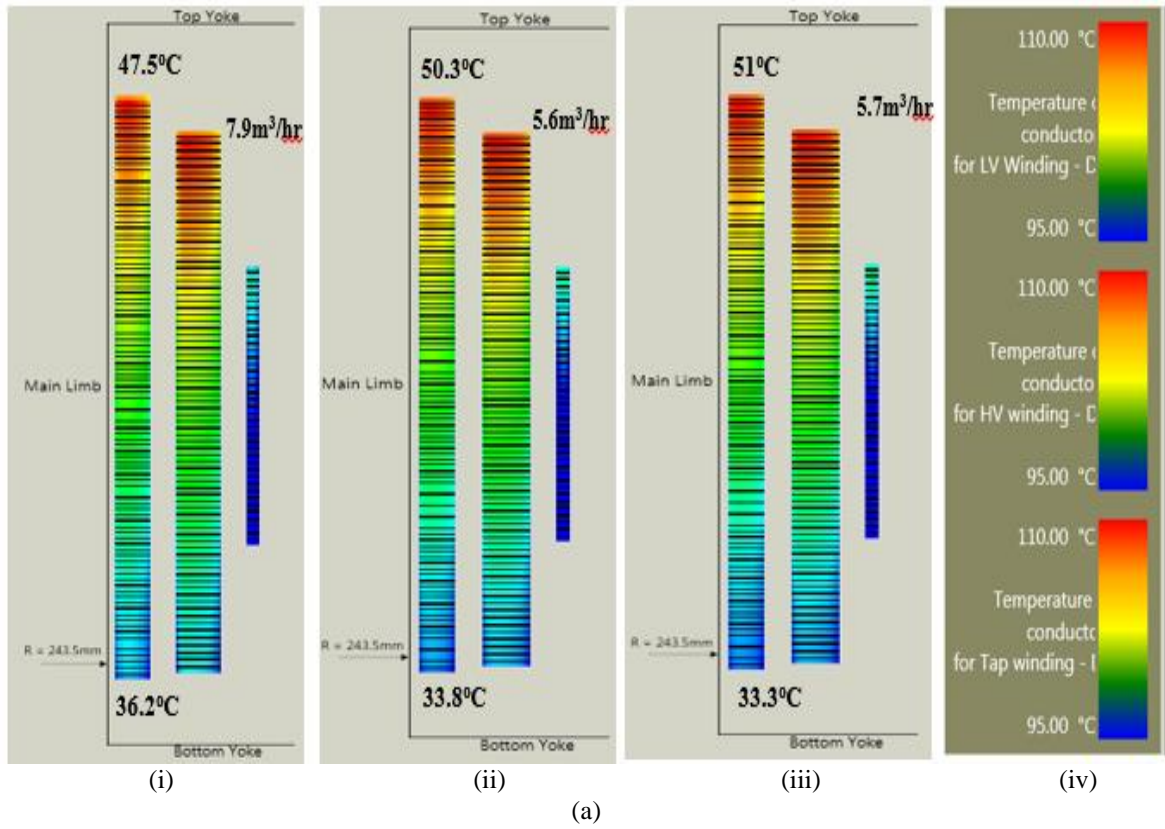 Top Yoke
47.5⁰C
7.9m³/hr
Main Limb
R = 243.5mm
36.2⁰C
Bottom Yoke
(i)
Top Yoke
50.3⁰C
5.6m³/hr
Main Limb
R = 243.5mm
33.8⁰C
Bottom Yoke
(ii)
Top Yoke
51⁰C
5.7m³/hr
Main Limb
R = 243.5mm
33.3⁰C
Bottom Yoke
(iii)
110.00 °C
Temperature
conducto
for LV Winding - D
95.00 °C
110.00 °C
Temperature
conducto
for HV winding - D
95.00 °C
110.00 °C
Temperature
conducto
for Tap winding -
95.00 °C
(iv)
(a)